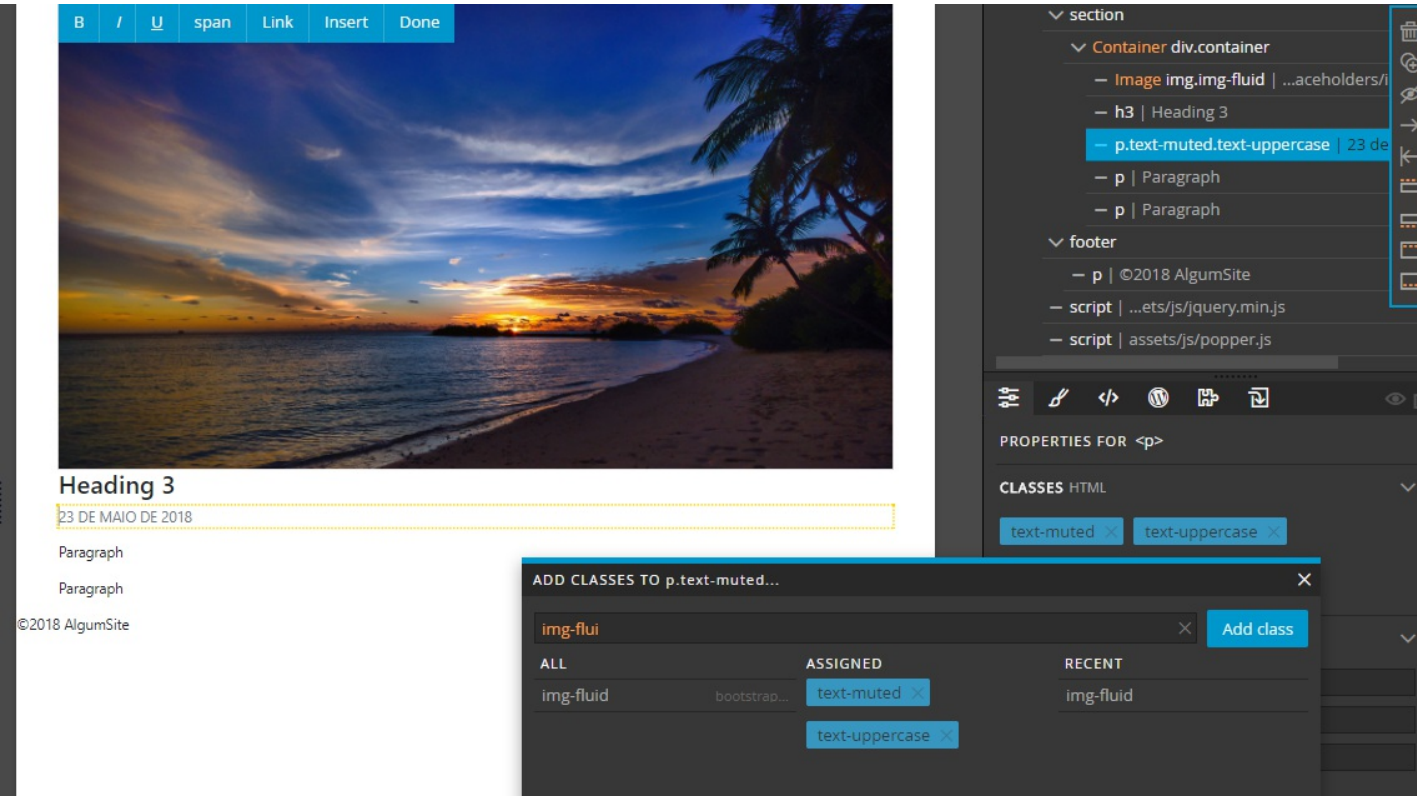 B I U span Link Insert Done
Heading 3
23 DE MAIO DE 2018
Paragraph
Paragraph
©2018 AlgumSite
section
Container div.container
Image img.img-fluid | ...aceholders/i
h3 | Heading 3
p.text-muted.text-uppercase | 23 de
p | Paragraph
p | Paragraph
footer
p | ©2018 AlgumSite
script | ...ets/js/jquery.min.js
script | assets/js/popper.js
PROPERTIES FOR <p>
CLASSES HTML
text-muted text-uppercase
ADD CLASSES TO p.text-muted...
img-flui
Add class
ALL ASSIGNED RECENT
img-fluid bootstrap... text-muted img-fluid
text-uppercase